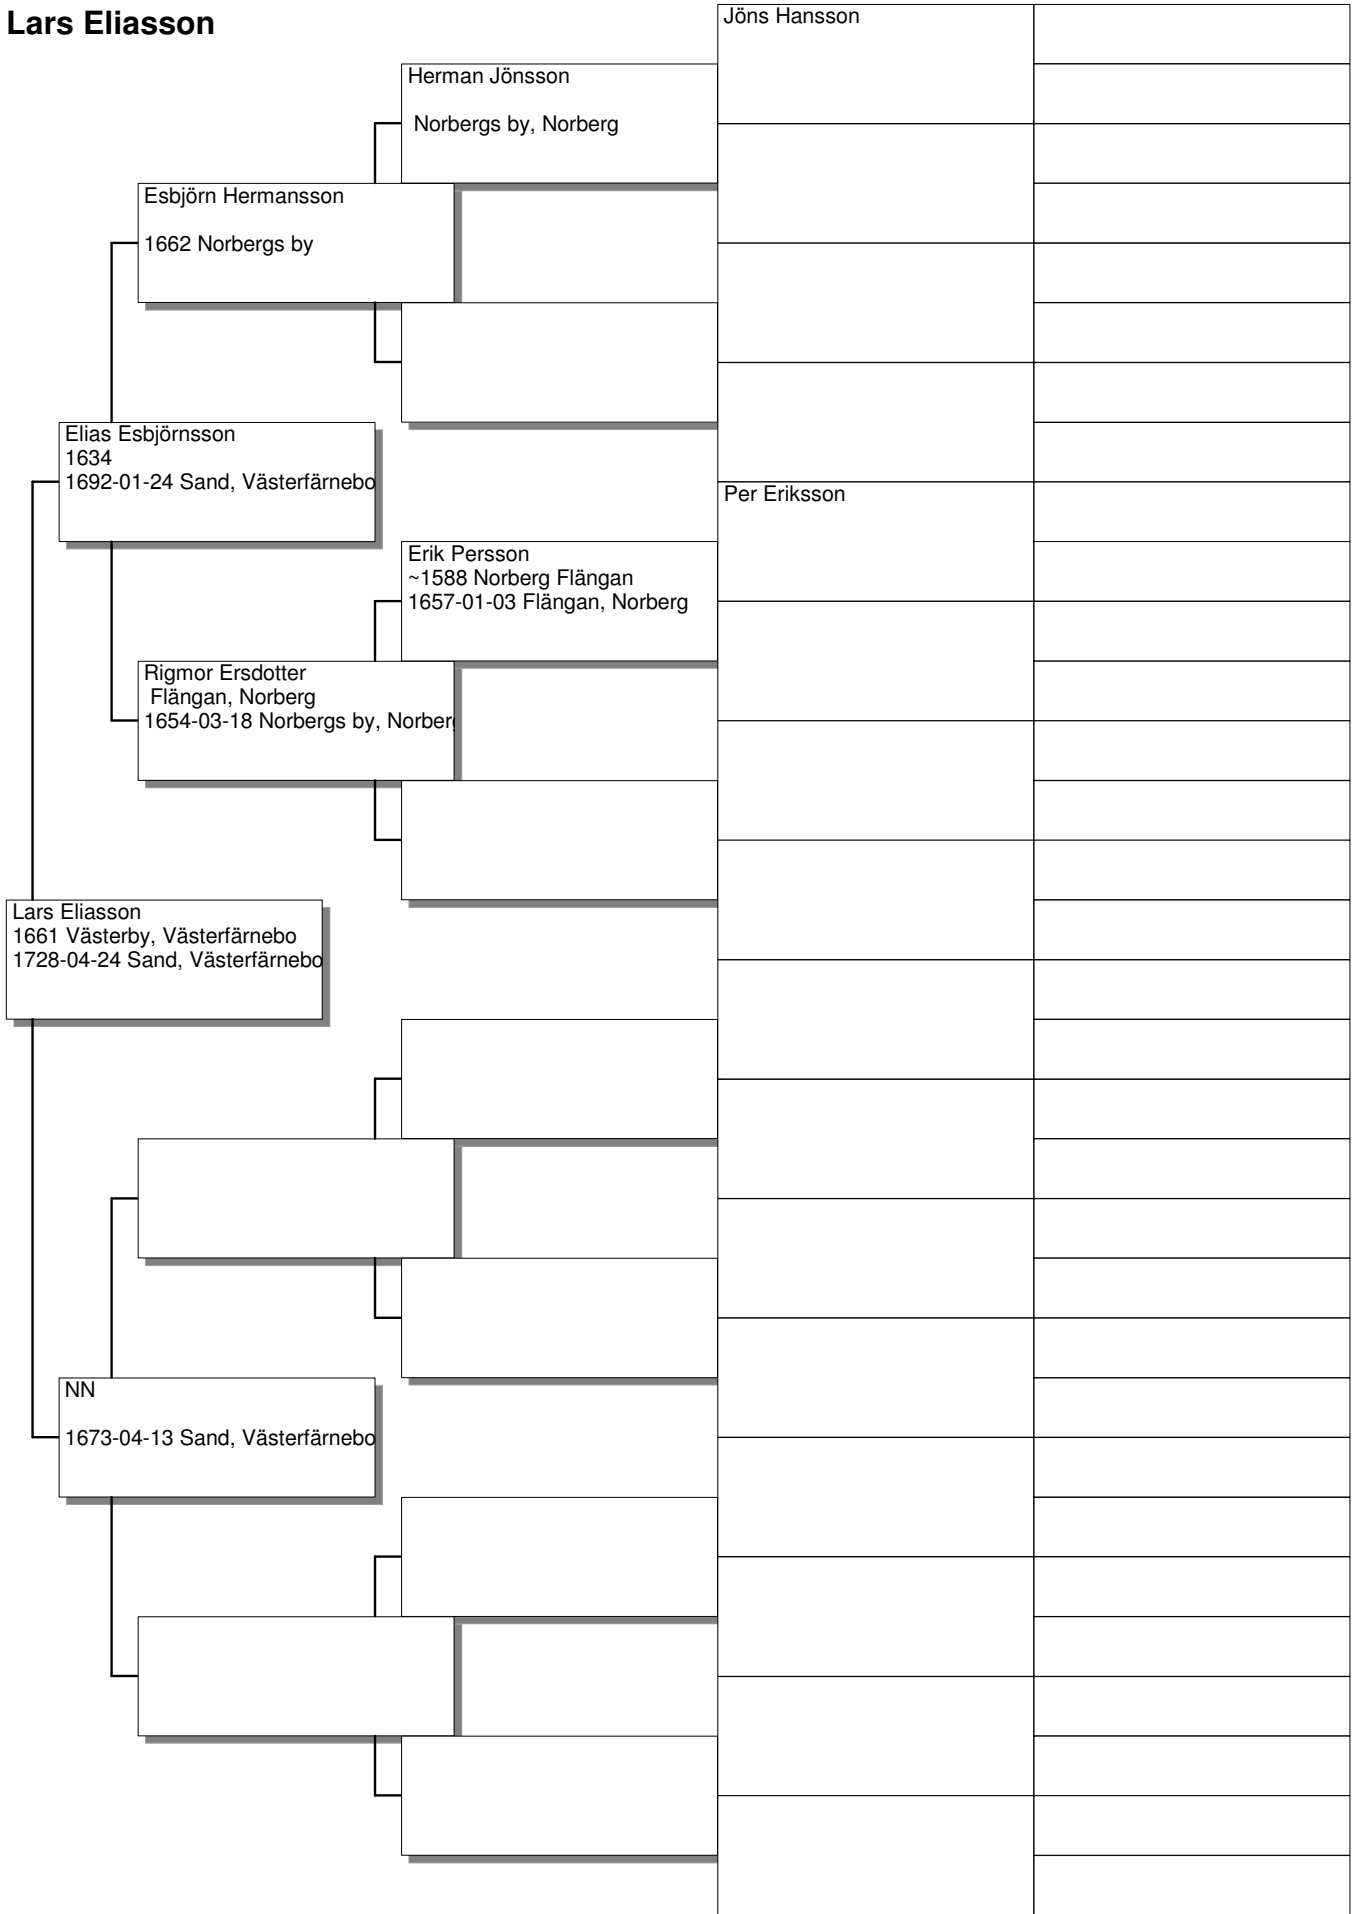 Lars Eliasson
Jöns Hansson
Herman Jönsson
Norbergs by, Norberg
Esbjörn Hermansson
1662 Norbergs by
Elias Esbjörnsson
1634
1692-01-24 Sand, Västerfärnebo
Per Eriksson
Erik Persson
~1588 Norberg Flängan
1657-01-03 Flängan, Norberg
Rigmor Ersdotter
Flängan, Norberg
1654-03-18 Norbergs by, Norberg
Lars Eliasson
1661 Västerby, Västerfärnebo
1728-04-24 Sand, Västerfärnebo
NN
1673-04-13 Sand, Västerfärnebo